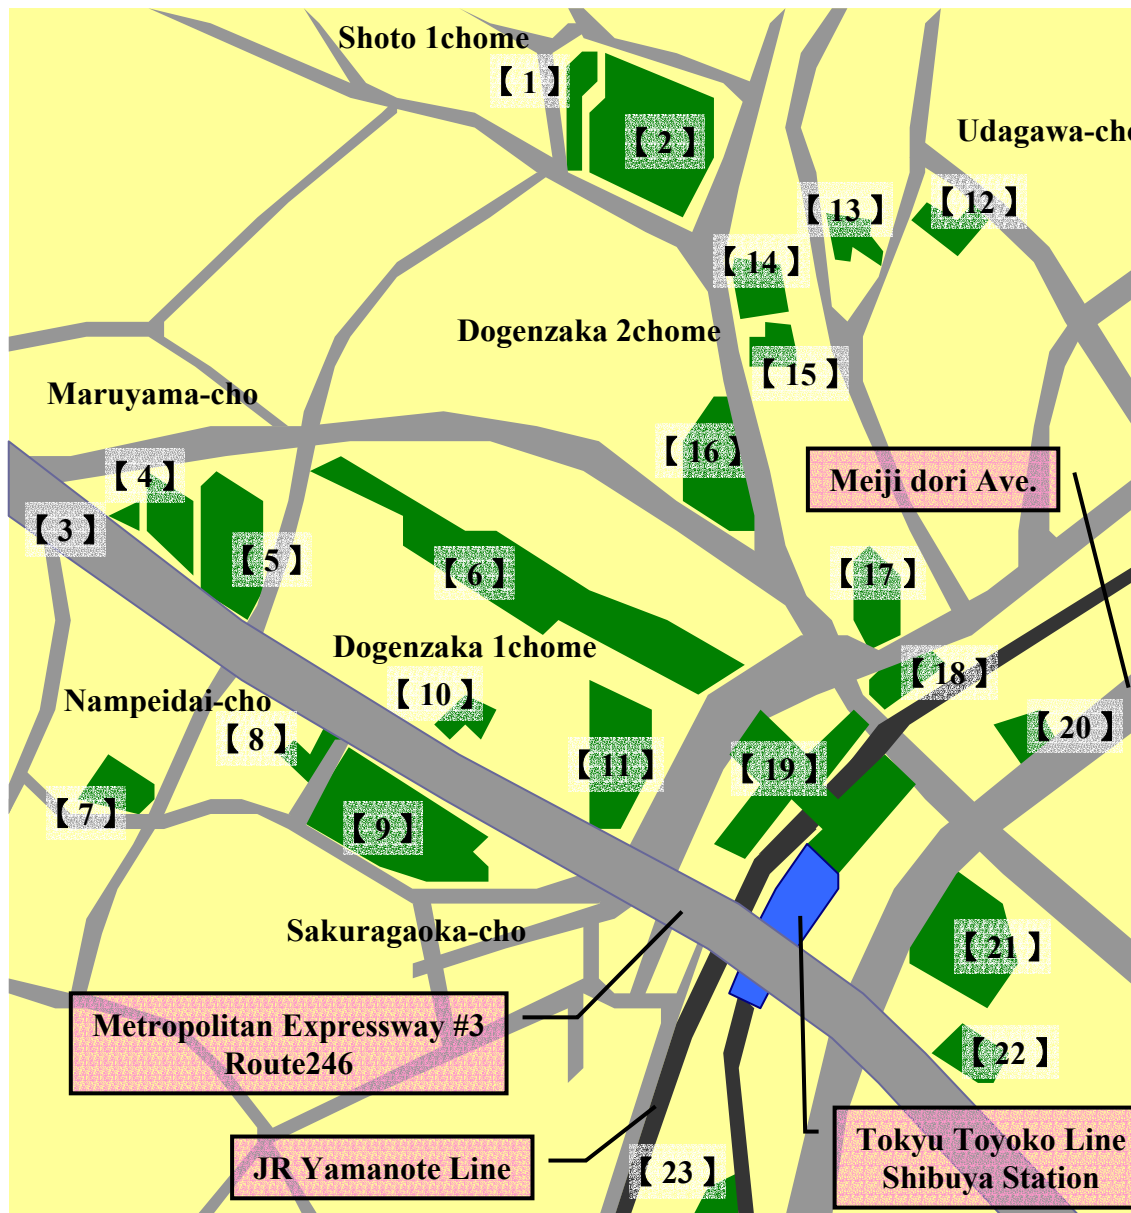 Shoto 1chome
【 1 】
Udagawa-cho
【 2 】
【 12 】
【 13 】
【 14 】
Dogenzaka 2chome
【 15 】
Maruyama-cho
【 16 】
【 4 】
Meiji dori Ave.
【 3 】
【 5 】
【 6 】
【 17 】
Dogenzaka 1chome
【 18 】
Nampeidai-cho
【 10 】
【 20 】
【 8 】
【 11 】
【 19 】
【 7 】
【 9 】
Sakuragaoka-cho
【 21 】
Metropolitan Expressway #3
Route246
【 22 】
Tokyu Toyoko Line
Shibuya Station
JR Yamanote Line
【 23 】